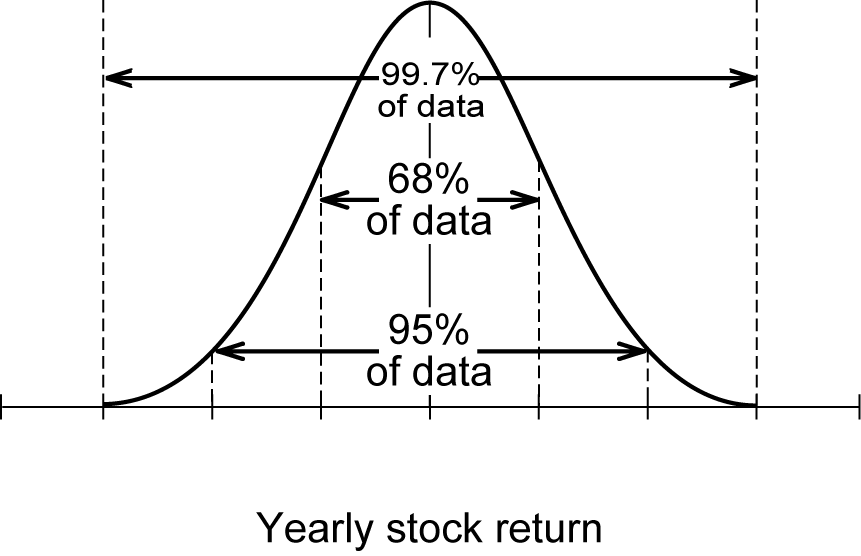 99.7%
of data
68%
of data
95%
of data
Yearly stock return